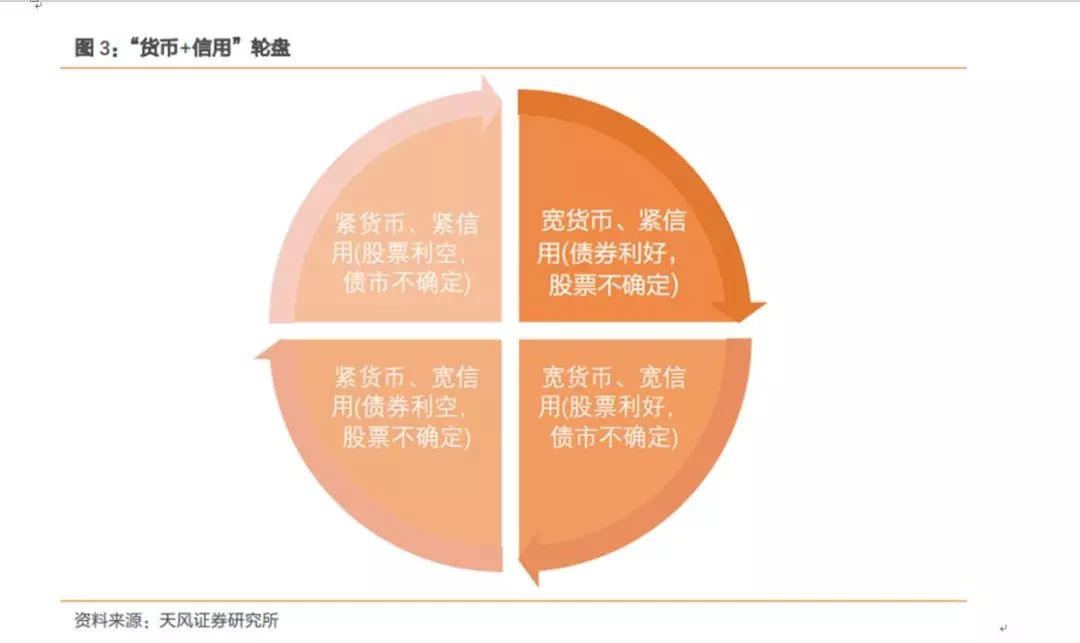 图 3：“货币+信用”轮盘
紧货币、紧信
用(股票利空，
债市不确定)
宽货币、紧信
用(债券利好，
股票不确定)
紧货币、宽信
用(债券利空，
股票不确定)
宽货币、宽信
用(股票利好，
债市不确定)
资料来源：天风证券研究所